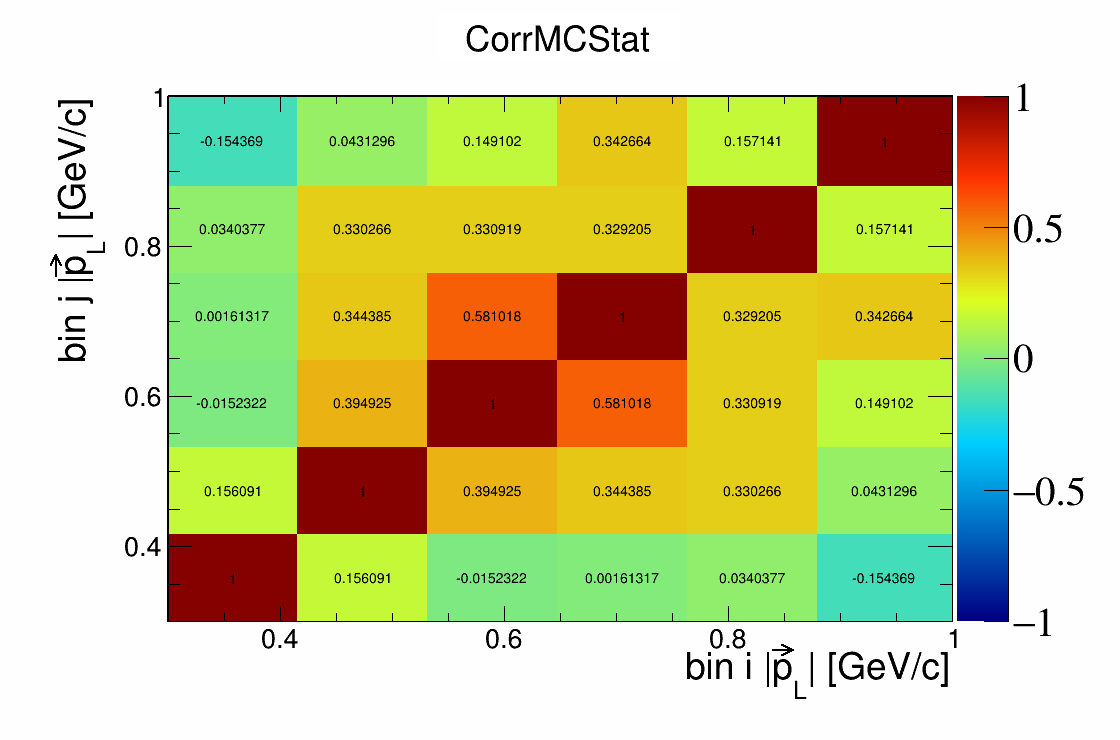 CorrMCStat
bin j |p⃗L| [GeV/c]
1
0.8
0.6
0.4
-0.154369 0.0431296 0.149102 0.342664 0.157141 1
0.0340377 0.330266 0.330919 0.329205 1 0.157141
0.00161317 0.344385 0.581018 1 0.329205 0.342664
-0.0152322 0.394925 1 0.581018 0.330919 0.149102
0.156091 1 0.394925 0.344385 0.330266 0.0431296
1 0.156091 -0.0152322 0.00161317 0.0340377 -0.154369
0.4 0.6 0.8 1
bin i |p⃗L| [GeV/c]
1
0.5
0
−0.5
−1